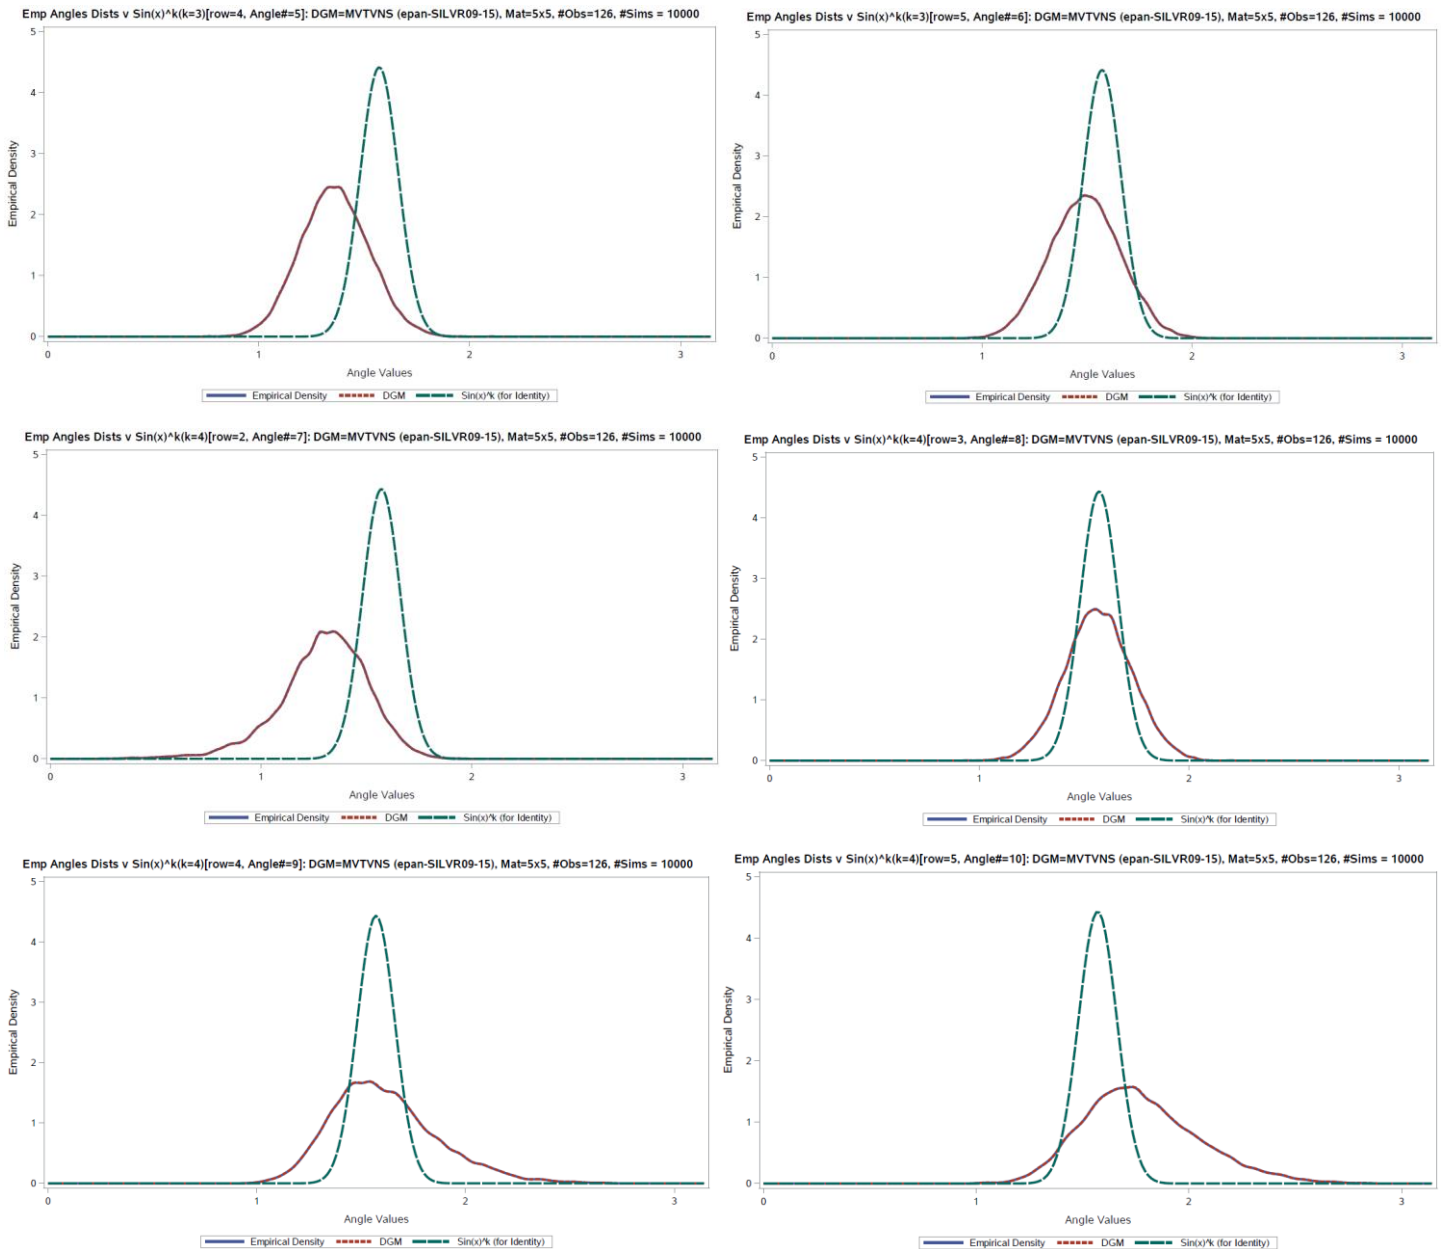 Emp Angles Dists v Sin(x)^k(k=3)[row=4, Angle#=5]: DGM=MVTVNS (epan-SILVR09-15), Mat=5x5, #Obs=126, #Sims = 10000
5
4
3
2
1
0
Empirical Density
0 1 2 3
Angle Values
Empirical Density DGM Sin(x)^k (for Identity)
Emp Angles Dists v Sin(x)^k(k=3)[row=5, Angle#=6]: DGM=MVTVNS (epan-SILVR09-15), Mat=5x5, #Obs=126, #Sims = 10000
5
4
3
2
1
0
Empirical Density
0 1 2 3
Angle Values
Empirical Density DGM Sin(x)^k (for Identity)
Emp Angles Dists v Sin(x)^k(k=4)[row=2, Angle#=7]: DGM=MVTVNS (epan-SILVR09-15), Mat=5x5, #Obs=126, #Sims = 10000
5
4
3
2
1
0
Empirical Density
0 1 2 3
Angle Values
Empirical Density DGM Sin(x)^k (for Identity)
Emp Angles Dists v Sin(x)^k(k=4)[row=3, Angle#=8]: DGM=MVTVNS (epan-SILVR09-15), Mat=5x5, #Obs=126, #Sims = 10000
5
4
3
2
1
0
Empirical Density
0 1 2 3
Angle Values
Empirical Density DGM Sin(x)^k (for Identity)
Emp Angles Dists v Sin(x)^k(k=4)[row=4, Angle#=9]: DGM=MVTVNS (epan-SILVR09-15), Mat=5x5, #Obs=126, #Sims = 10000
5
4
3
2
1
0
Empirical Density
0 1 2 3
Angle Values
Empirical Density DGM Sin(x)^k (for Identity)
Emp Angles Dists v Sin(x)^k(k=4)[row=5, Angle#=10]: DGM=MVTVNS (epan-SILVR09-15), Mat=5x5, #Obs=126, #Sims = 10000
5
4
3
2
1
0
Empirical Density
0 1 2 3
Angle Values
Empirical Density DGM Sin(x)^k (for Identity)